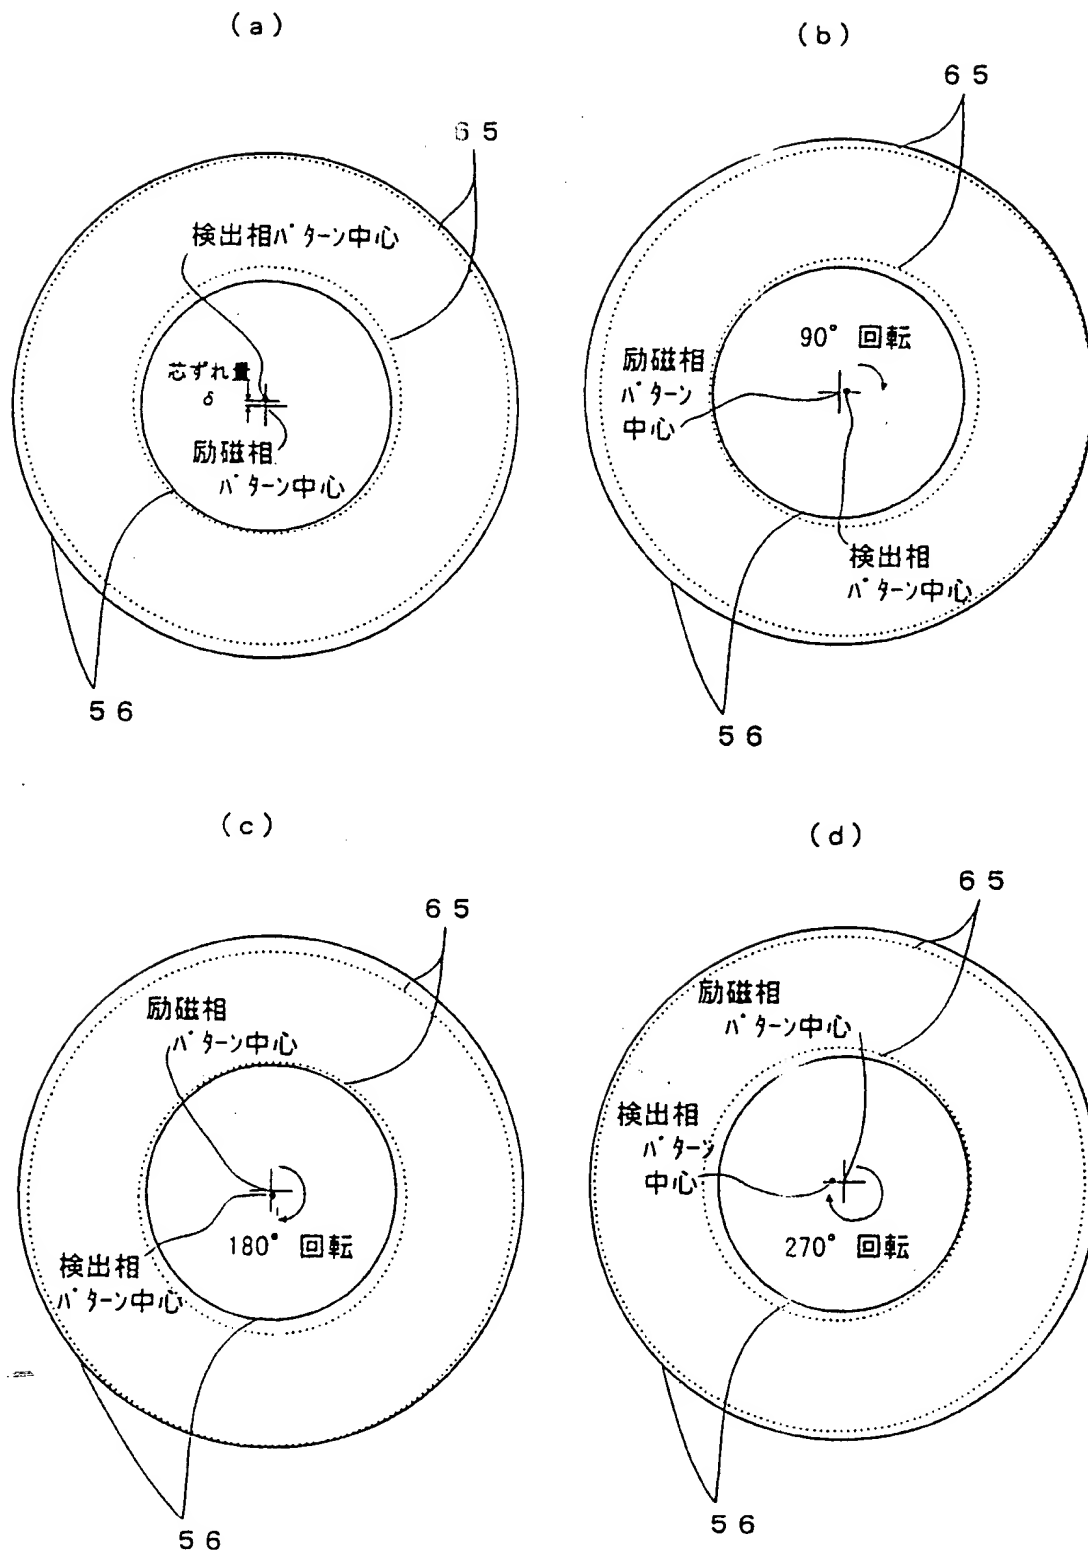 (a)
65
検出相パターン中心
芯ずれ量
δ
励磁相
パターン中心
56
(b)
65
90° 回転
励磁相
パターン
中心
検出相
パターン中心
56
(c)
65
励磁相
パターン中心
180° 回転
検出相
パターン中心
56
(d)
65
励磁相
パターン中心
検出相
パターン
中心
270° 回転
56